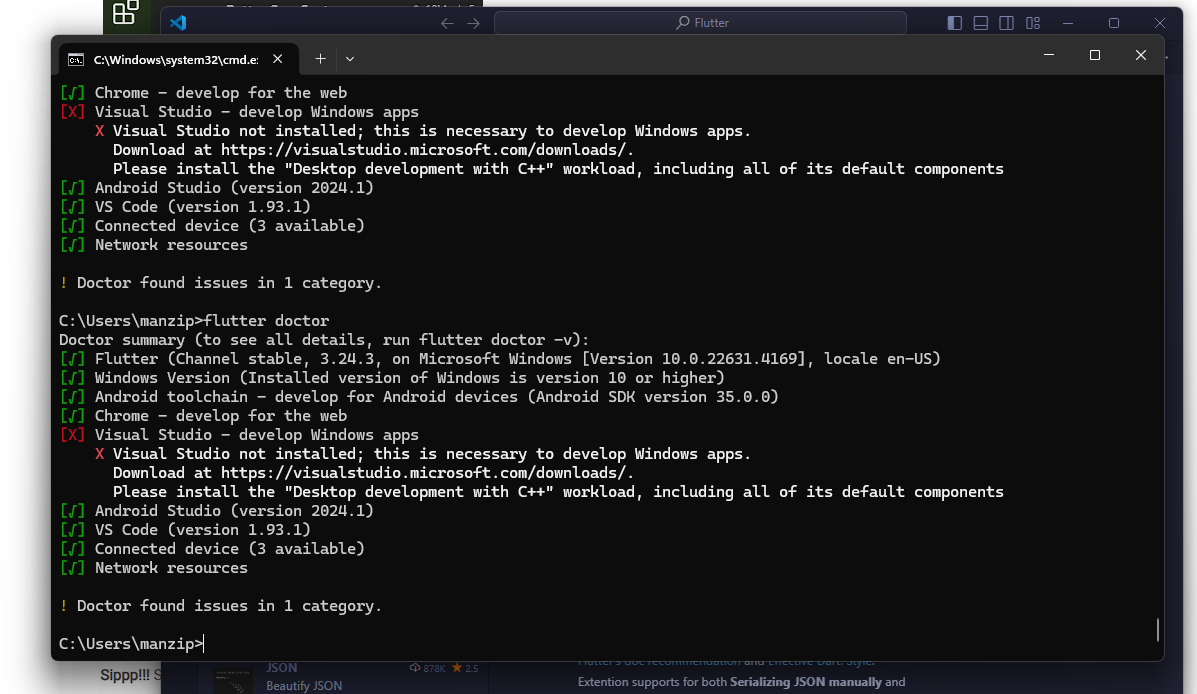 Flutter
C:\Windows\system32\cmd.e:
[√] Chrome - develop for the web
[X] Visual Studio - develop Windows apps
X Visual Studio not installed; this is necessary to develop Windows apps.
Download at https://visualstudio.microsoft.com/downloads/.
Please install the "Desktop development with C++" workload, including all of its default components
[√] Android Studio (version 2024.1)
[√] VS Code (version 1.93.1)
[√] Connected device (3 available)
[√] Network resources
! Doctor found issues in 1 category.
C:\Users\manzip>flutter doctor
Doctor summary (to see all details, run flutter doctor -v):
[√] Flutter (Channel stable, 3.24.3, on Microsoft Windows [Version 10.0.22631.4169], locale en-US)
[√] Windows Version (Installed version of Windows is version 10 or higher)
[√] Android toolchain - develop for Android devices (Android SDK version 35.0.0)
[√] Chrome - develop for the web
[X] Visual Studio - develop Windows apps
X Visual Studio not installed; this is necessary to develop Windows apps.
Download at https://visualstudio.microsoft.com/downloads/.
Please install the "Desktop development with C++" workload, including all of its default components
[√] Android Studio (version 2024.1)
[√] VS Code (version 1.93.1)
[√] Connected device (3 available)
[√] Network resources
! Doctor found issues in 1 category.
C:\Users\manzip>
Sipp!!! S
JSON 878K 2.5
Beautify JSON
Flutter's doc recommendation and Effective Dart: Style.
Extention supports for both Serializing JSON manually and